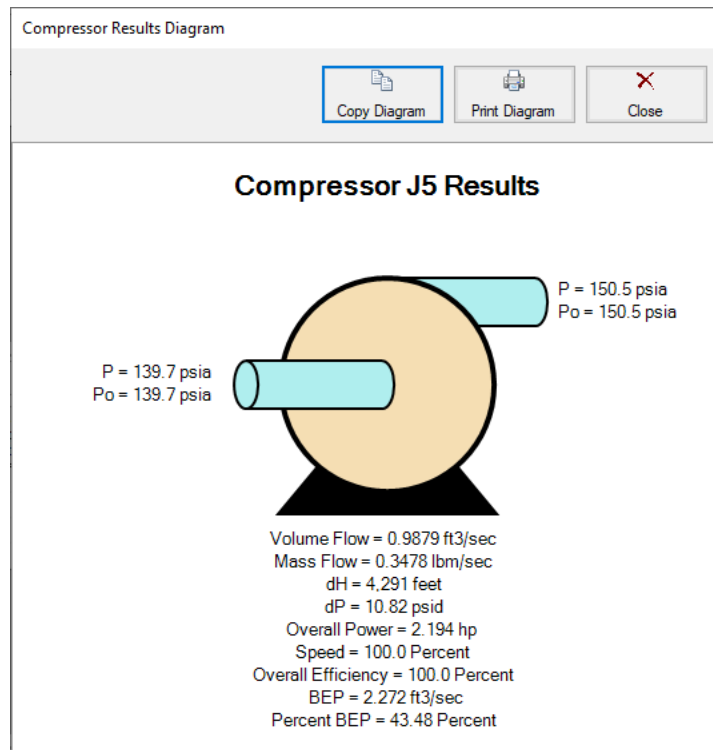 Compressor Results Diagram
Copy Diagram
Print Diagram
Close
Compressor J5 Results
P = 150.5 psia
Po = 150.5 psia
P = 139.7 psia
Po = 139.7 psia
Volume Flow = 0.9879 ft3/sec
Mass Flow = 0.3478 lbm/sec
dH = 4,291 feet
dP = 10.82 psid
Overall Power = 2.194 hp
Speed = 100.0 Percent
Overall Efficiency = 100.0 Percent
BEP = 2.272 ft3/sec
Percent BEP = 43.48 Percent